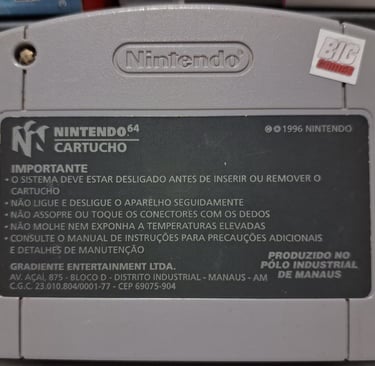 Nintendo
BIG
NINTENDO 64
CARTUCHO
© 1996 NINTENDO
IMPORTANTE
• O SISTEMA DEVE ESTAR DESLIGADO ANTES DE INSERIR OU REMOVER O
CARTUCHO
• NÃO LIGUE E DESLIGUE O APARELHO SEGUIDAMENTE
• NÃO ASSOPRE OU TOQUE OS CONECTORES COM OS DEDOS
• NÃO MOLHE NEM EXPONHA A TEMPERATURAS ELEVADAS
• CONSULTE O MANUAL DE INSTRUÇÕES PARA PRECAUÇÕES ADICIONAIS
E DETALHES DE MANUTENÇÃO
GRADIENTE ENTERTAINMENT LTDA.
AV. AÇAÍ, 875 - BLOCO D - DISTRITO INDUSTRIAL - MANAUS - AM
C.G.C. 23.010.804/0001-77 - CEP 69075-904
PRODUZIDO NO
PÓLO INDUSTRIAL
DE MANAUS